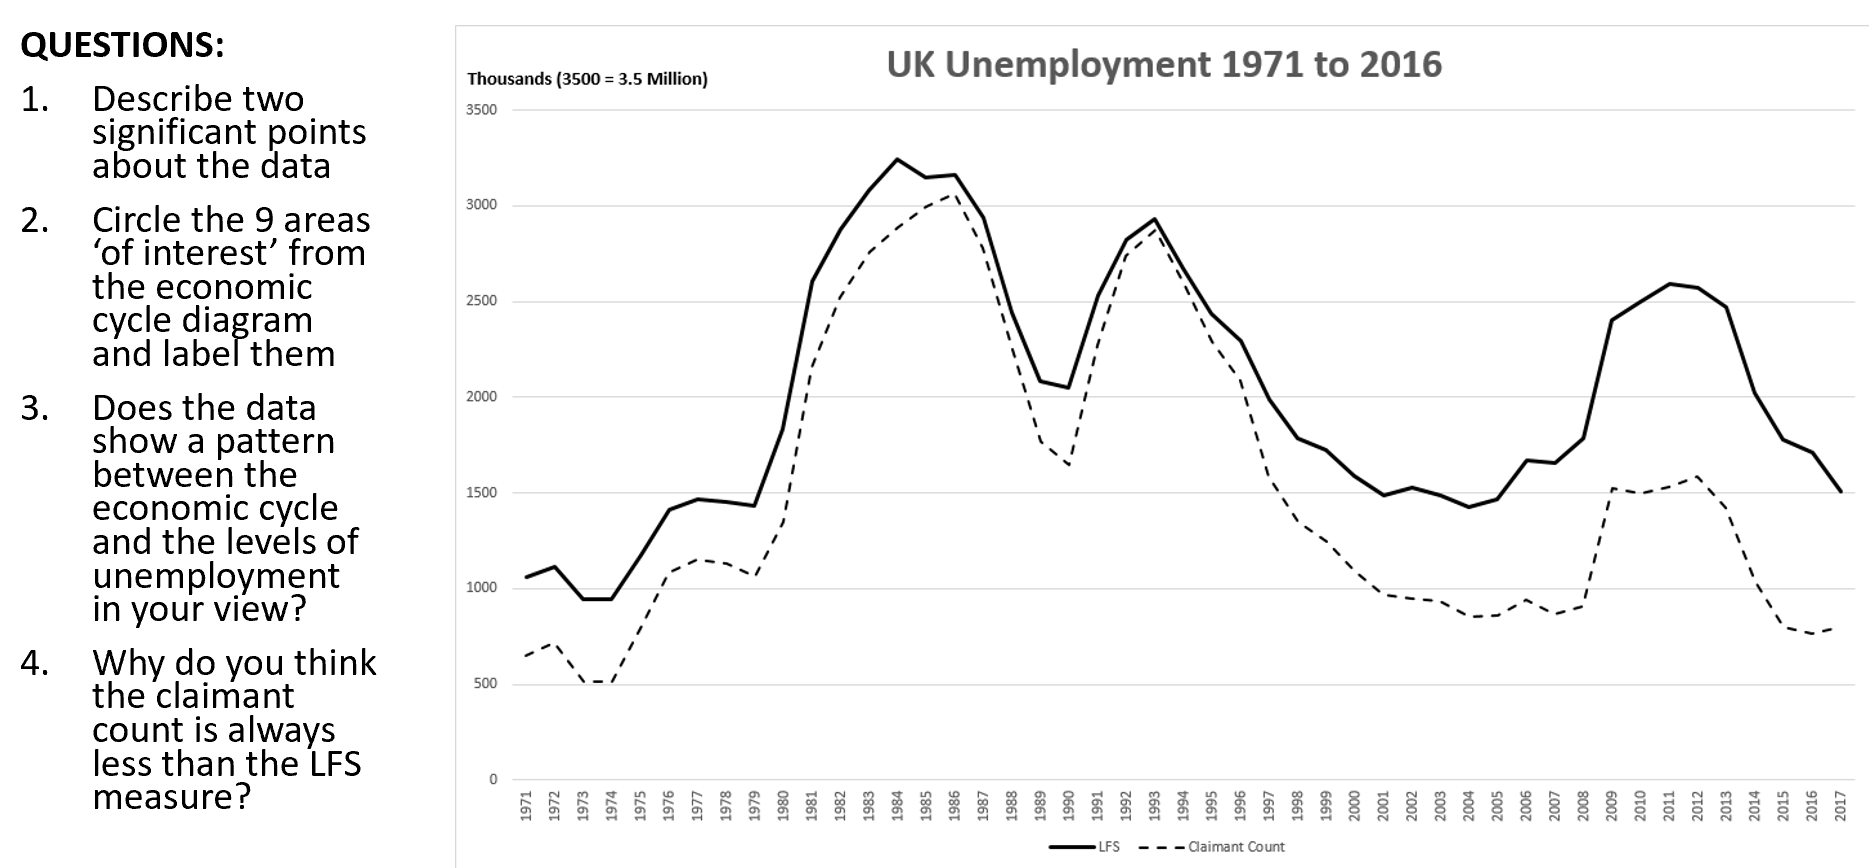 QUESTIONS:
1. Describe two
significant points
about the data
2. Circle the 9 areas
‘of interest’ from
the economic
cycle diagram
and label them
3. Does the data
show a pattern
between the
economic cycle
and the levels of
unemployment
in your view?
4. Why do you think
the claimant
count is always
less than the LFS
measure?
UK Unemployment 1971 to 2016
Thousands (3500 = 3.5 Million)
3500
3000
2500
2000
1500
1000
500
0
1971
1972
1973
1974
1975
1976
1977
1978
1979
1980
1981
1982
1983
1984
1985
1986
1987
1988
1989
1990
1991
1992
1993
1994
1995
1996
1997
1998
1999
2000
2001
2002
2003
2004
2005
2006
2007
2008
2009
2010
2011
2012
2013
2014
2015
2016
2017
LFS
Claimant Count